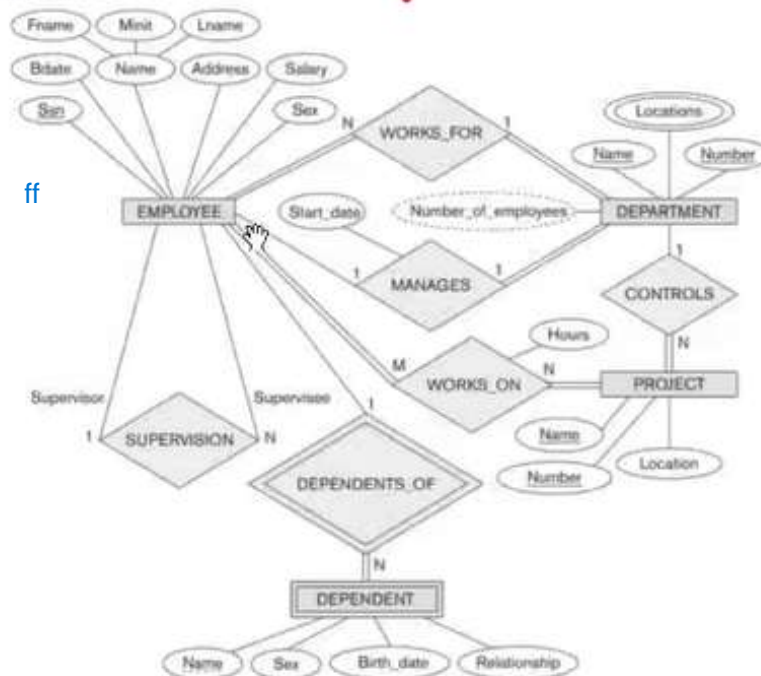 Fname Minit Lname
Bdate Name Address Salary
Ssn Sex
N WORKS_FOR 1
Locations
Name Number
ff
EMPLOYEE Start_date Number_of_employees DEPARTMENT
1 MANAGES 1
1
CONTROLS
N
Hours
M WORKS_ON N PROJECT
Supervisor Supervisee
1 SUPERVISION N
1
Name
Number Location
DEPENDENTS_OF
N
DEPENDENT
Name Sex Birth_date Relationship